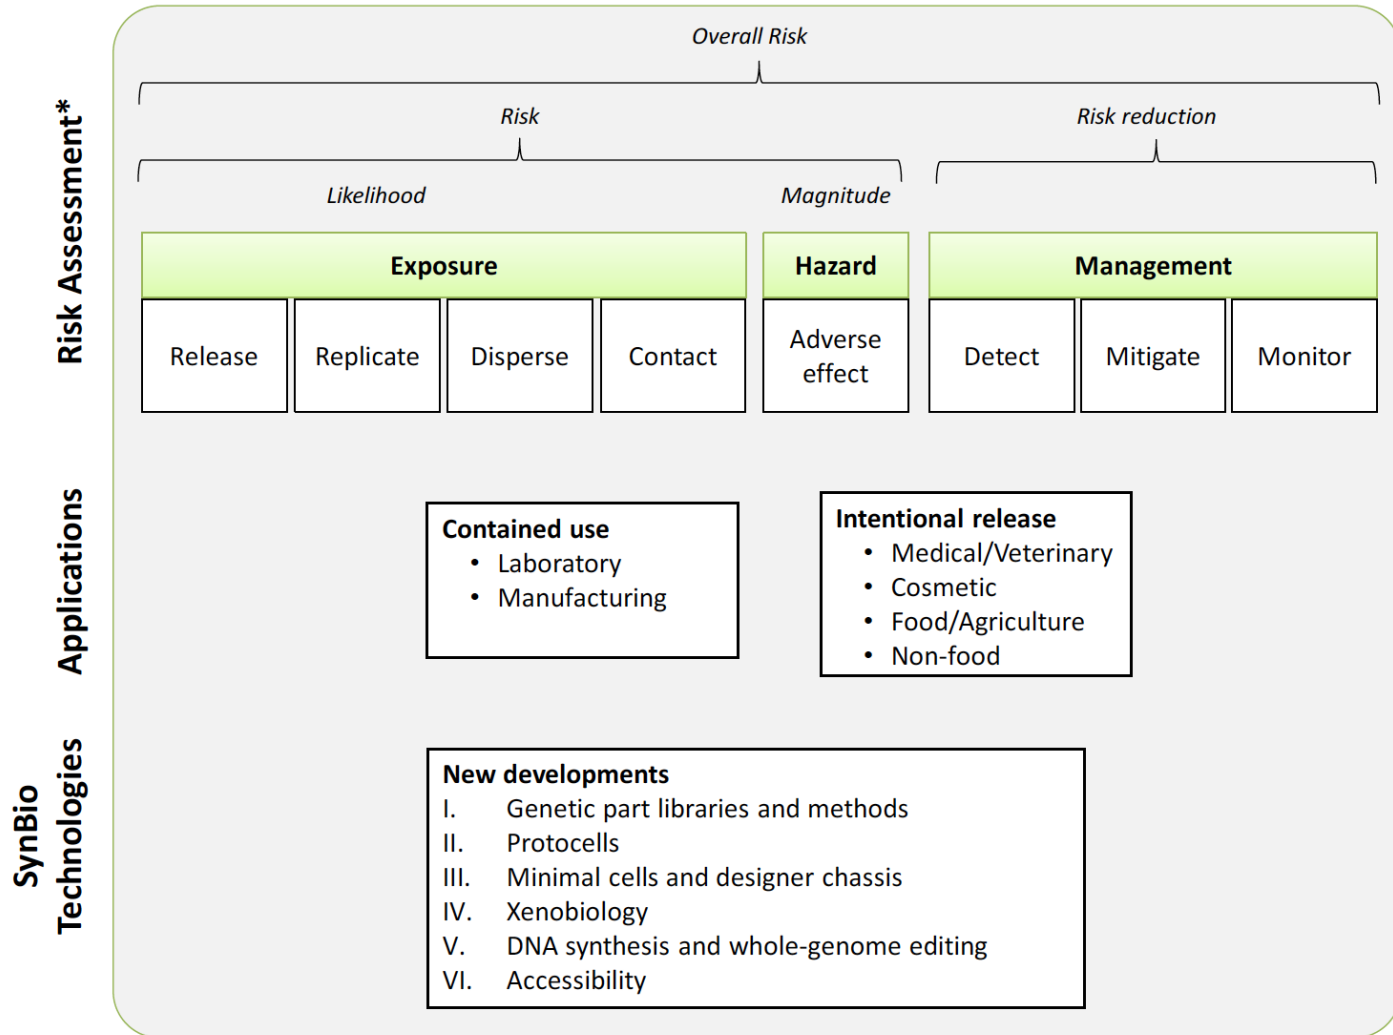 Overall Risk
Risk
Risk reduction
Likelihood
Magnitude
Risk Assessment*
Exposure
Hazard
Management
Release
Replicate
Disperse
Contact
Adverse
effect
Detect
Mitigate
Monitor
Applications
Contained use
• Laboratory
• Manufacturing
Intentional release
• Medical/Veterinary
• Cosmetic
• Food/Agriculture
• Non-food
SynBio
Technologies
New developments
I. Genetic part libraries and methods
II. Protocells
III. Minimal cells and designer chassis
IV. Xenobiology
V. DNA synthesis and whole-genome editing
VI. Accessibility